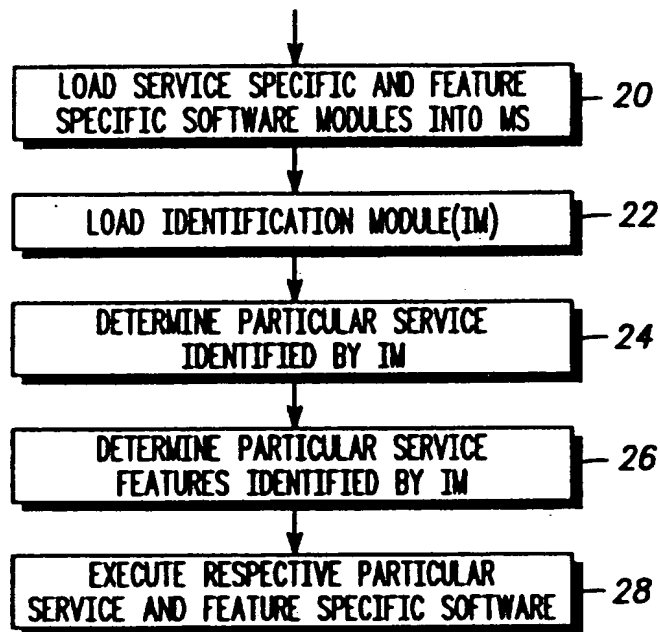 LOAD SERVICE SPECIFIC AND FEATURE
SPECIFIC SOFTWARE MODULES INTO MS
20
LOAD IDENTIFICATION MODULE(IM)
22
DETERMINE PARTICULAR SERVICE
IDENTIFIED BY IM
24
DETERMINE PARTICULAR SERVICE
FEATURES IDENTIFIED BY IM
26
EXECUTE RESPECTIVE PARTICULAR
SERVICE AND FEATURE SPECIFIC SOFTWARE
28